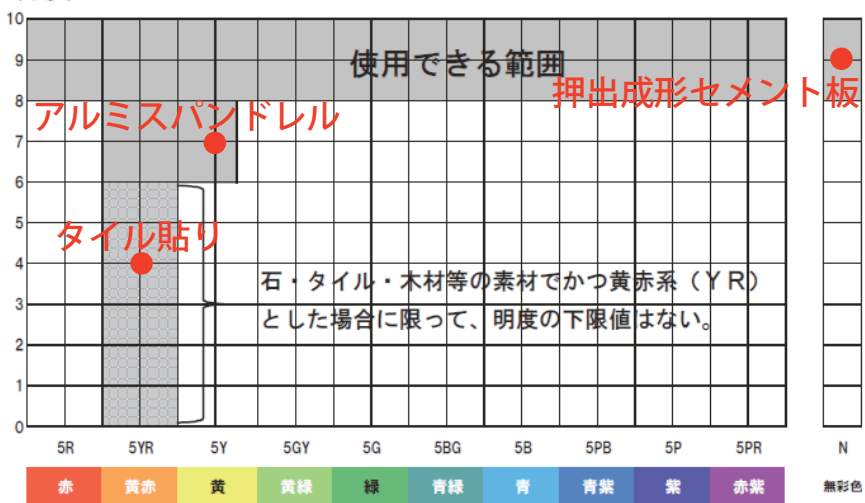 10
9
使用できる範囲
押出成形セメント板
8
アルミスパンドレル
7
6
5
タイル貼り
4
石・タイル・木材等の素材でかつ黄赤系（ＹＲ）
3
とした場合に限って、明度の下限値はない。
2
1
0
5R 5YR 5Y 5GY 5G 5BG 5B 5PB 5P 5PR N
赤 黄赤 黄 黄緑 緑 青緑 青 青紫 紫 赤紫 無彩色